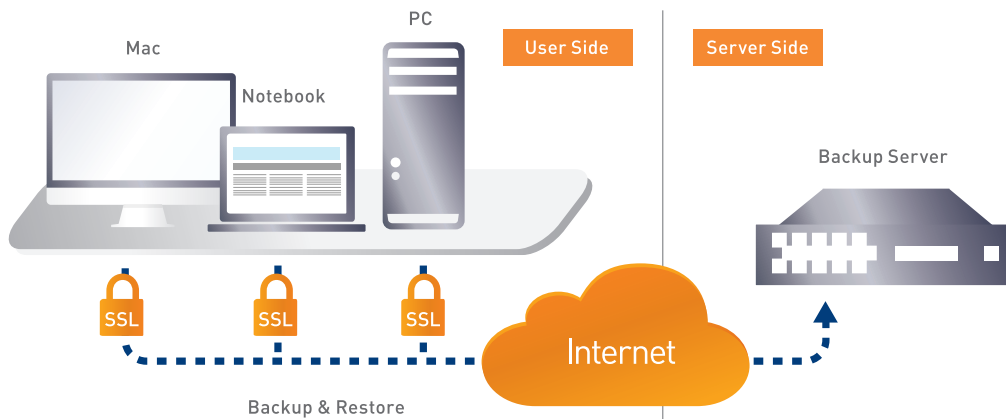 PC
Mac
User Side
Server Side
Notebook
Backup Server
SSL
SSL
SSL
Internet
Backup & Restore